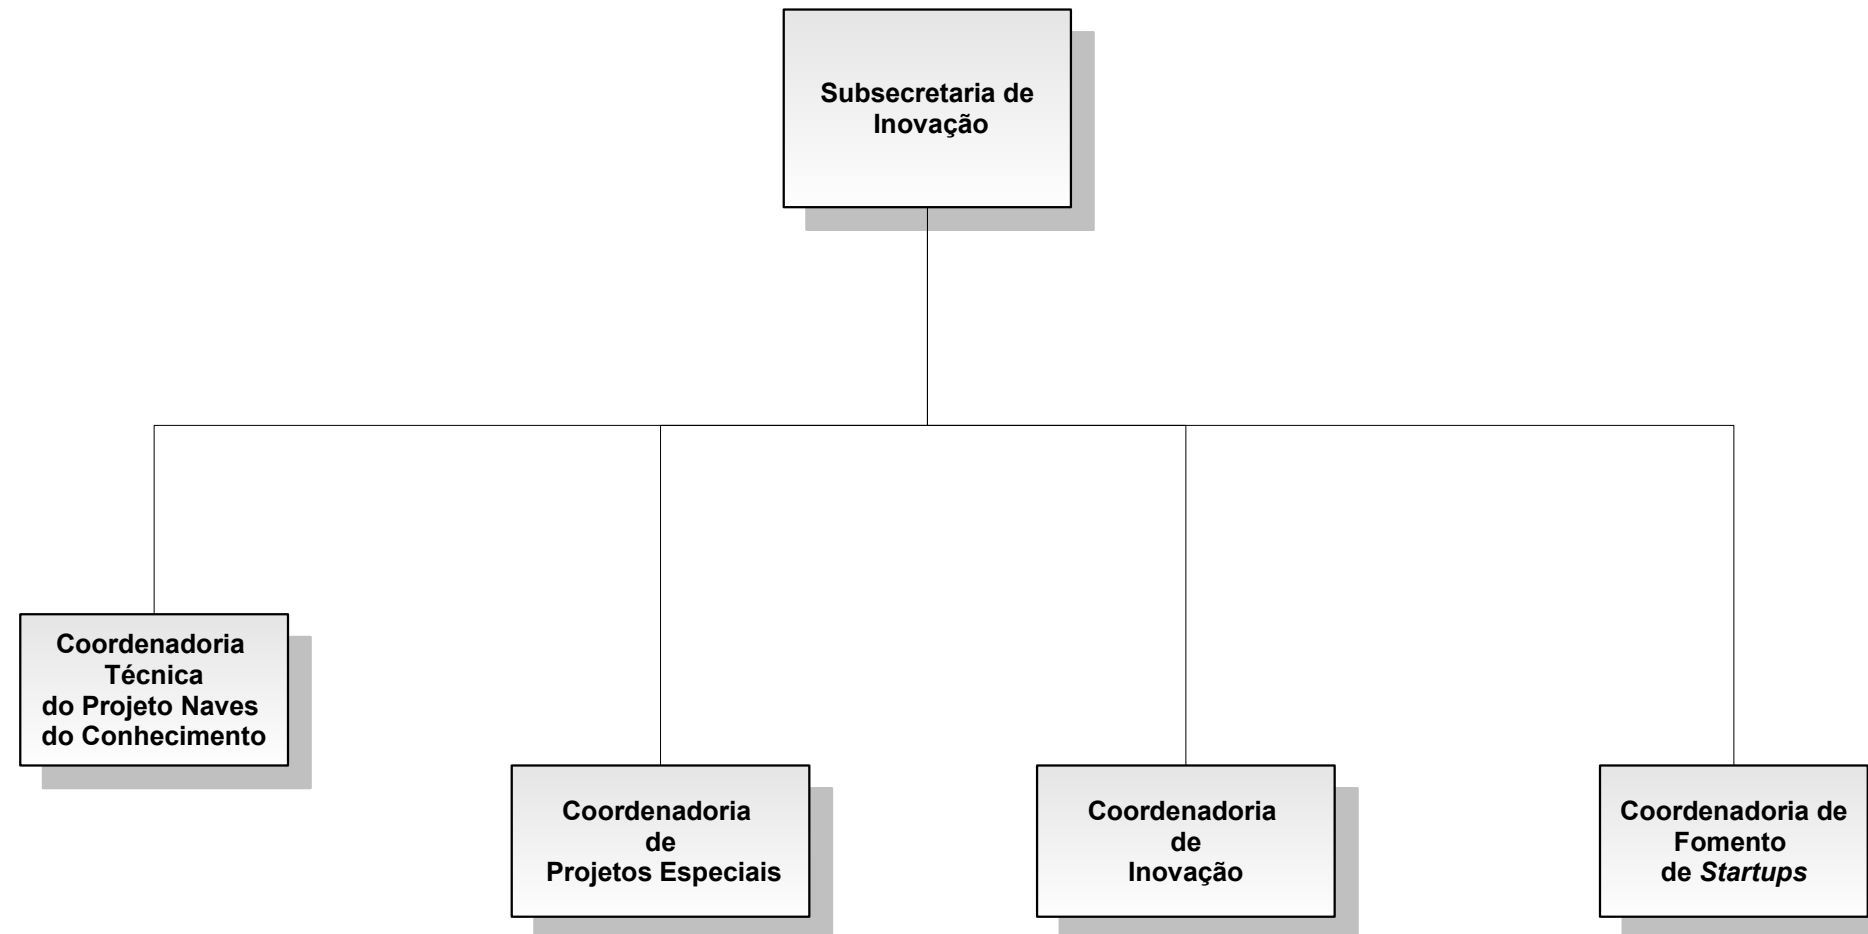 Subsecretaria de
Inovação
Coordenadoria
Técnica
do Projeto Naves
do Conhecimento
Coordenadoria
de
Projetos Especiais
Coordenadoria
de
Inovação
Coordenadoria de
Fomento
de Startups